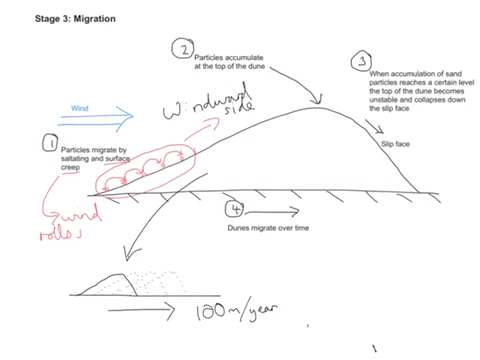 Stage 3: Migration
2
Particles accumulate
at the top of the dune
3
When accumulation of sand
particles reaches a certain level
the top of the dune becomes
unstable and collapses down
the slip face
Wind
Windward
side
1
Particles migrate by
saltating and surface
creep
Slip face
wind
rolls
4
Dunes migrate over time
100m/year